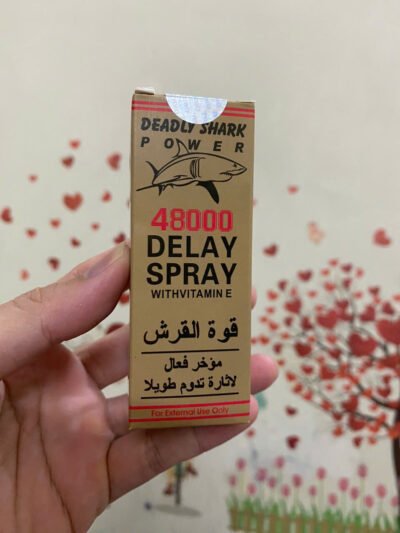 DEADLY SHARK
POWER
48000
DELAY
SPRAY
WITHVITAMIN E
قوة القرش
مؤخر فعال
لاثارة تدوم طويلا
For External Use Only